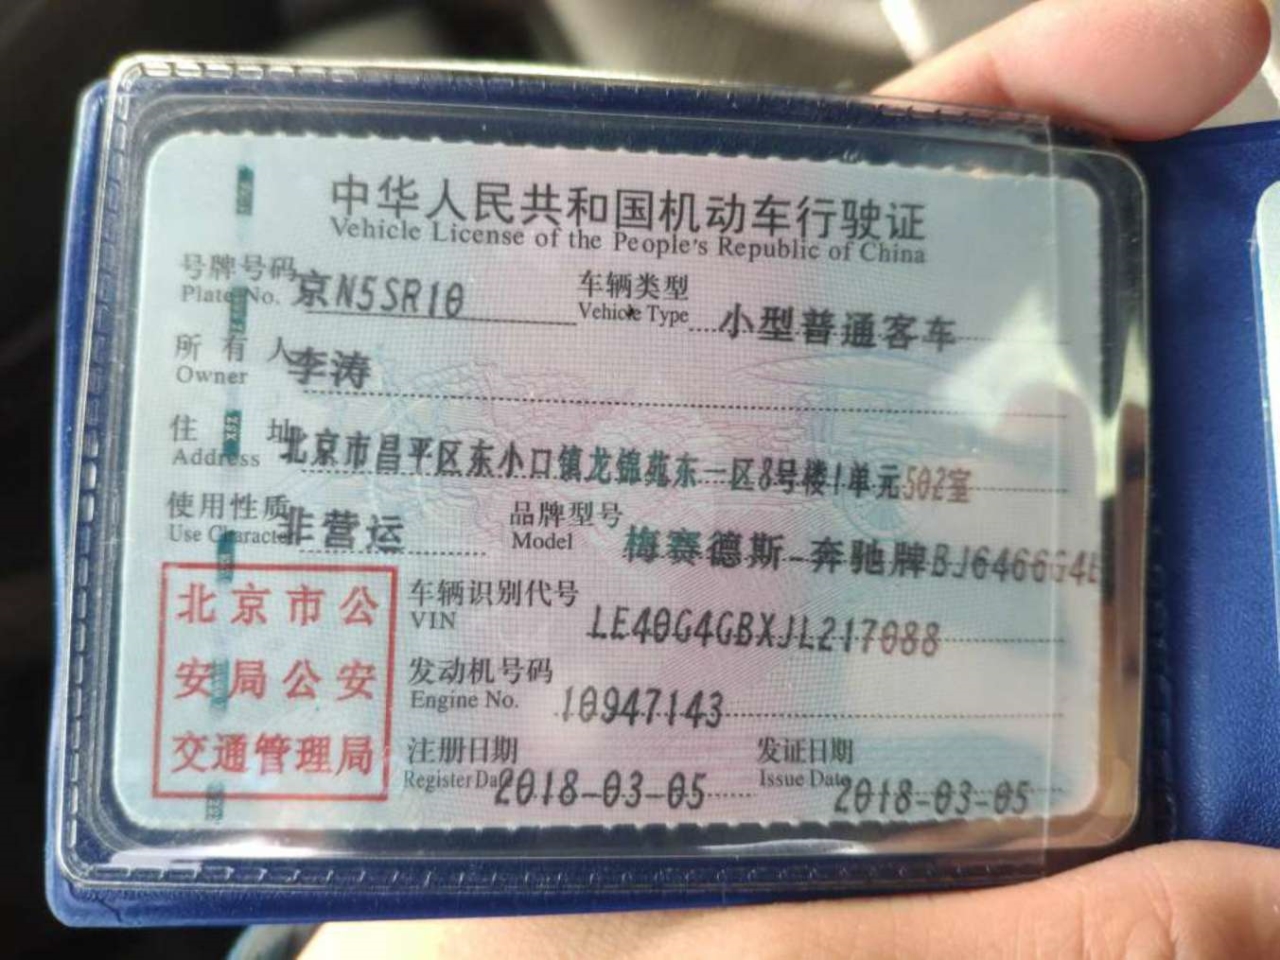 中华人民共和国机动车行驶证
Vehicle License of the People's Republic of China
号牌号码 京N5SR10 车辆类型 小型普通客车
Plate No. Vehicle Type
所有人 李涛
Owner
住址 北京市昌平区东小口镇龙锦苑东一区8号楼1单元502室
Address
使用性质 非营运 品牌型号 梅赛德斯-奔驰牌BJ6466G4
Use Character Model
北京市公
安局公安
交通管理局
车辆识别代号 LE40G4GBXJL217088
VIN
发动机号码 10947143
Engine No.
注册日期 2018-03-05 发证日期 2018-03-05
Register Date Issue Date